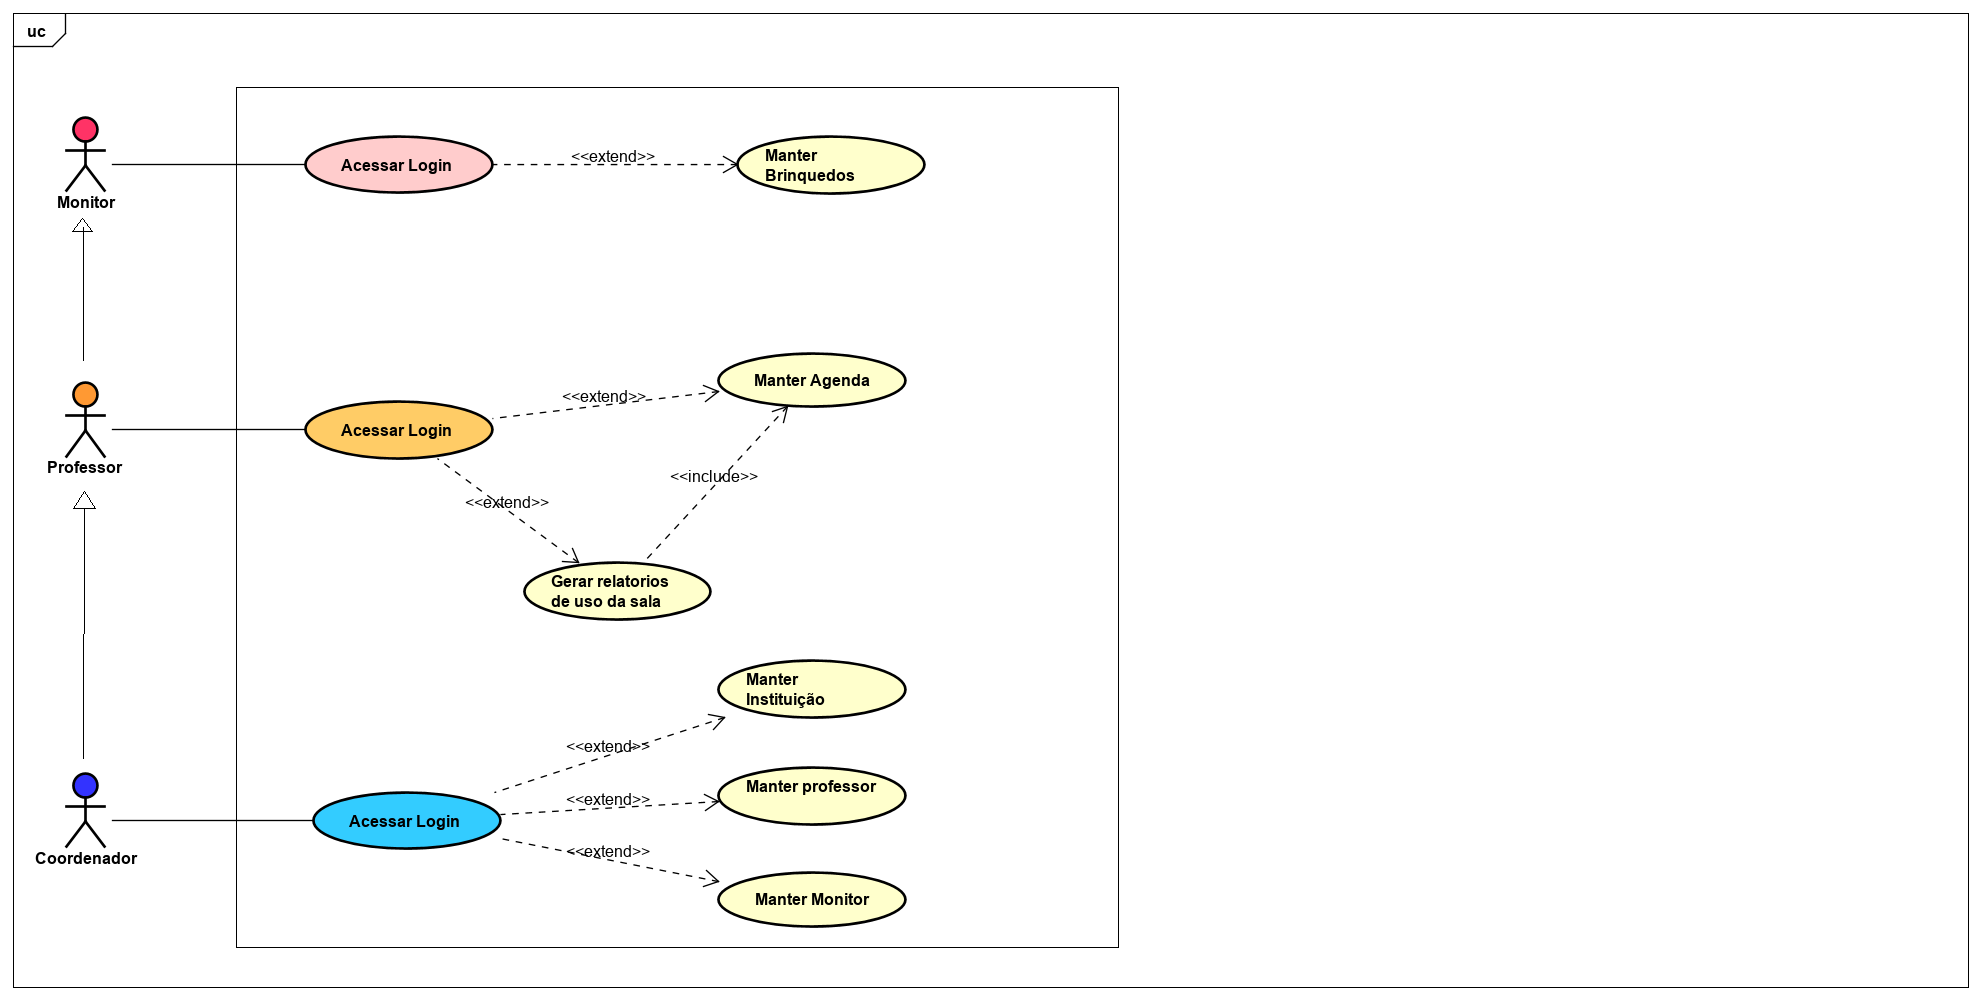 uc
Monitor
Acessar Login
<<extend>>
Manter
Brinquedos
Professor
Acessar Login
<<extend>>
Manter Agenda
<<include>>
<<extend>>
Gerar relatorios
de uso da sala
Coordenador
Acessar Login
<<extend>>
Manter
Instituição
<<extend>>
Manter professor
<<extend>>
Manter Monitor